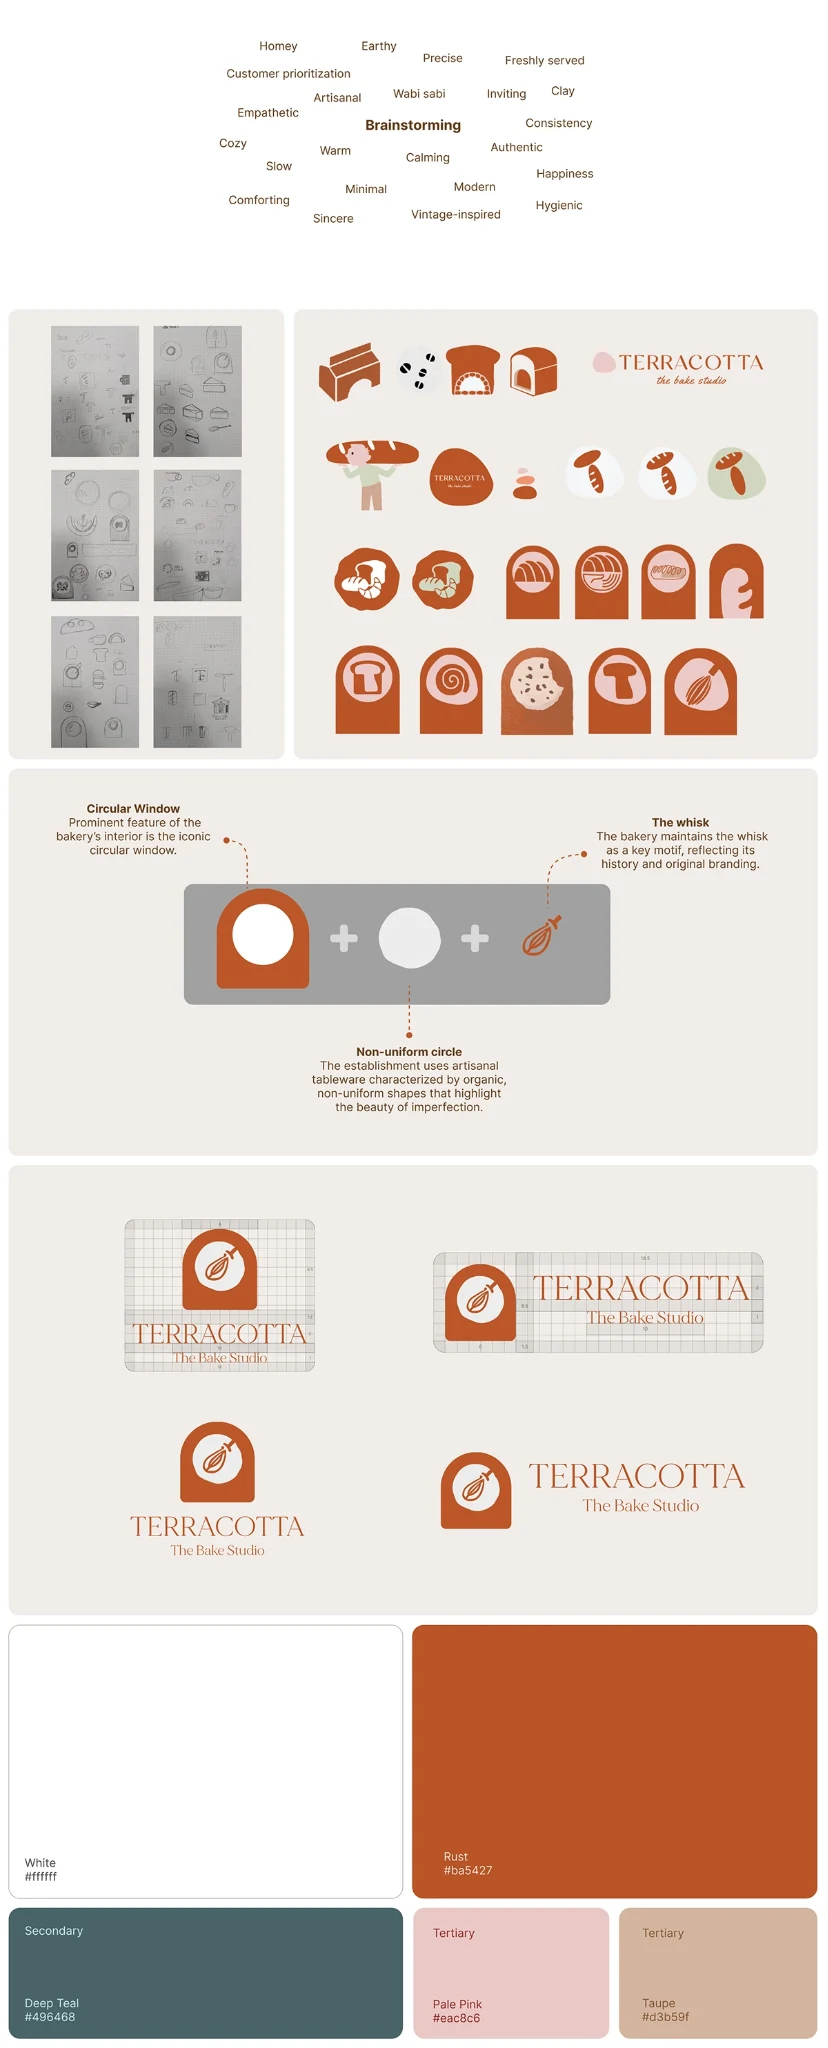 Homey
Earthy
Precise
Freshly served
Customer prioritization
Artisanal
Wabi sabi
Inviting
Clay
Empathetic
Brainstorming
Consistency
Cozy
Warm
Calming
Authentic
Slow
Happiness
Minimal
Modern
Comforting
Hygienic
Sincere
Vintage-inspired
TERRACOTTA
the bake studio
TERRACOTTA
the bake studio
Circular Window
Prominent feature of the
bakery's interior is the iconic
circular window.
The whisk
The bakery maintains the whisk
as a key motif, reflecting its
history and original branding.
Non-uniform circle
The establishment uses artisanal
tableware characterized by organic,
non-uniform shapes that highlight
the beauty of imperfection.
TERRACOTTA
The Bake Studio
TERRACOTTA
The Bake Studio
TERRACOTTA
The Bake Studio
TERRACOTTA
The Bake Studio
White
#ffffff
Rust
#ba5427
Secondary
Deep Teal
#496468
Tertiary
Pale Pink
#eac8c6
Tertiary
Taupe
#d3b59f